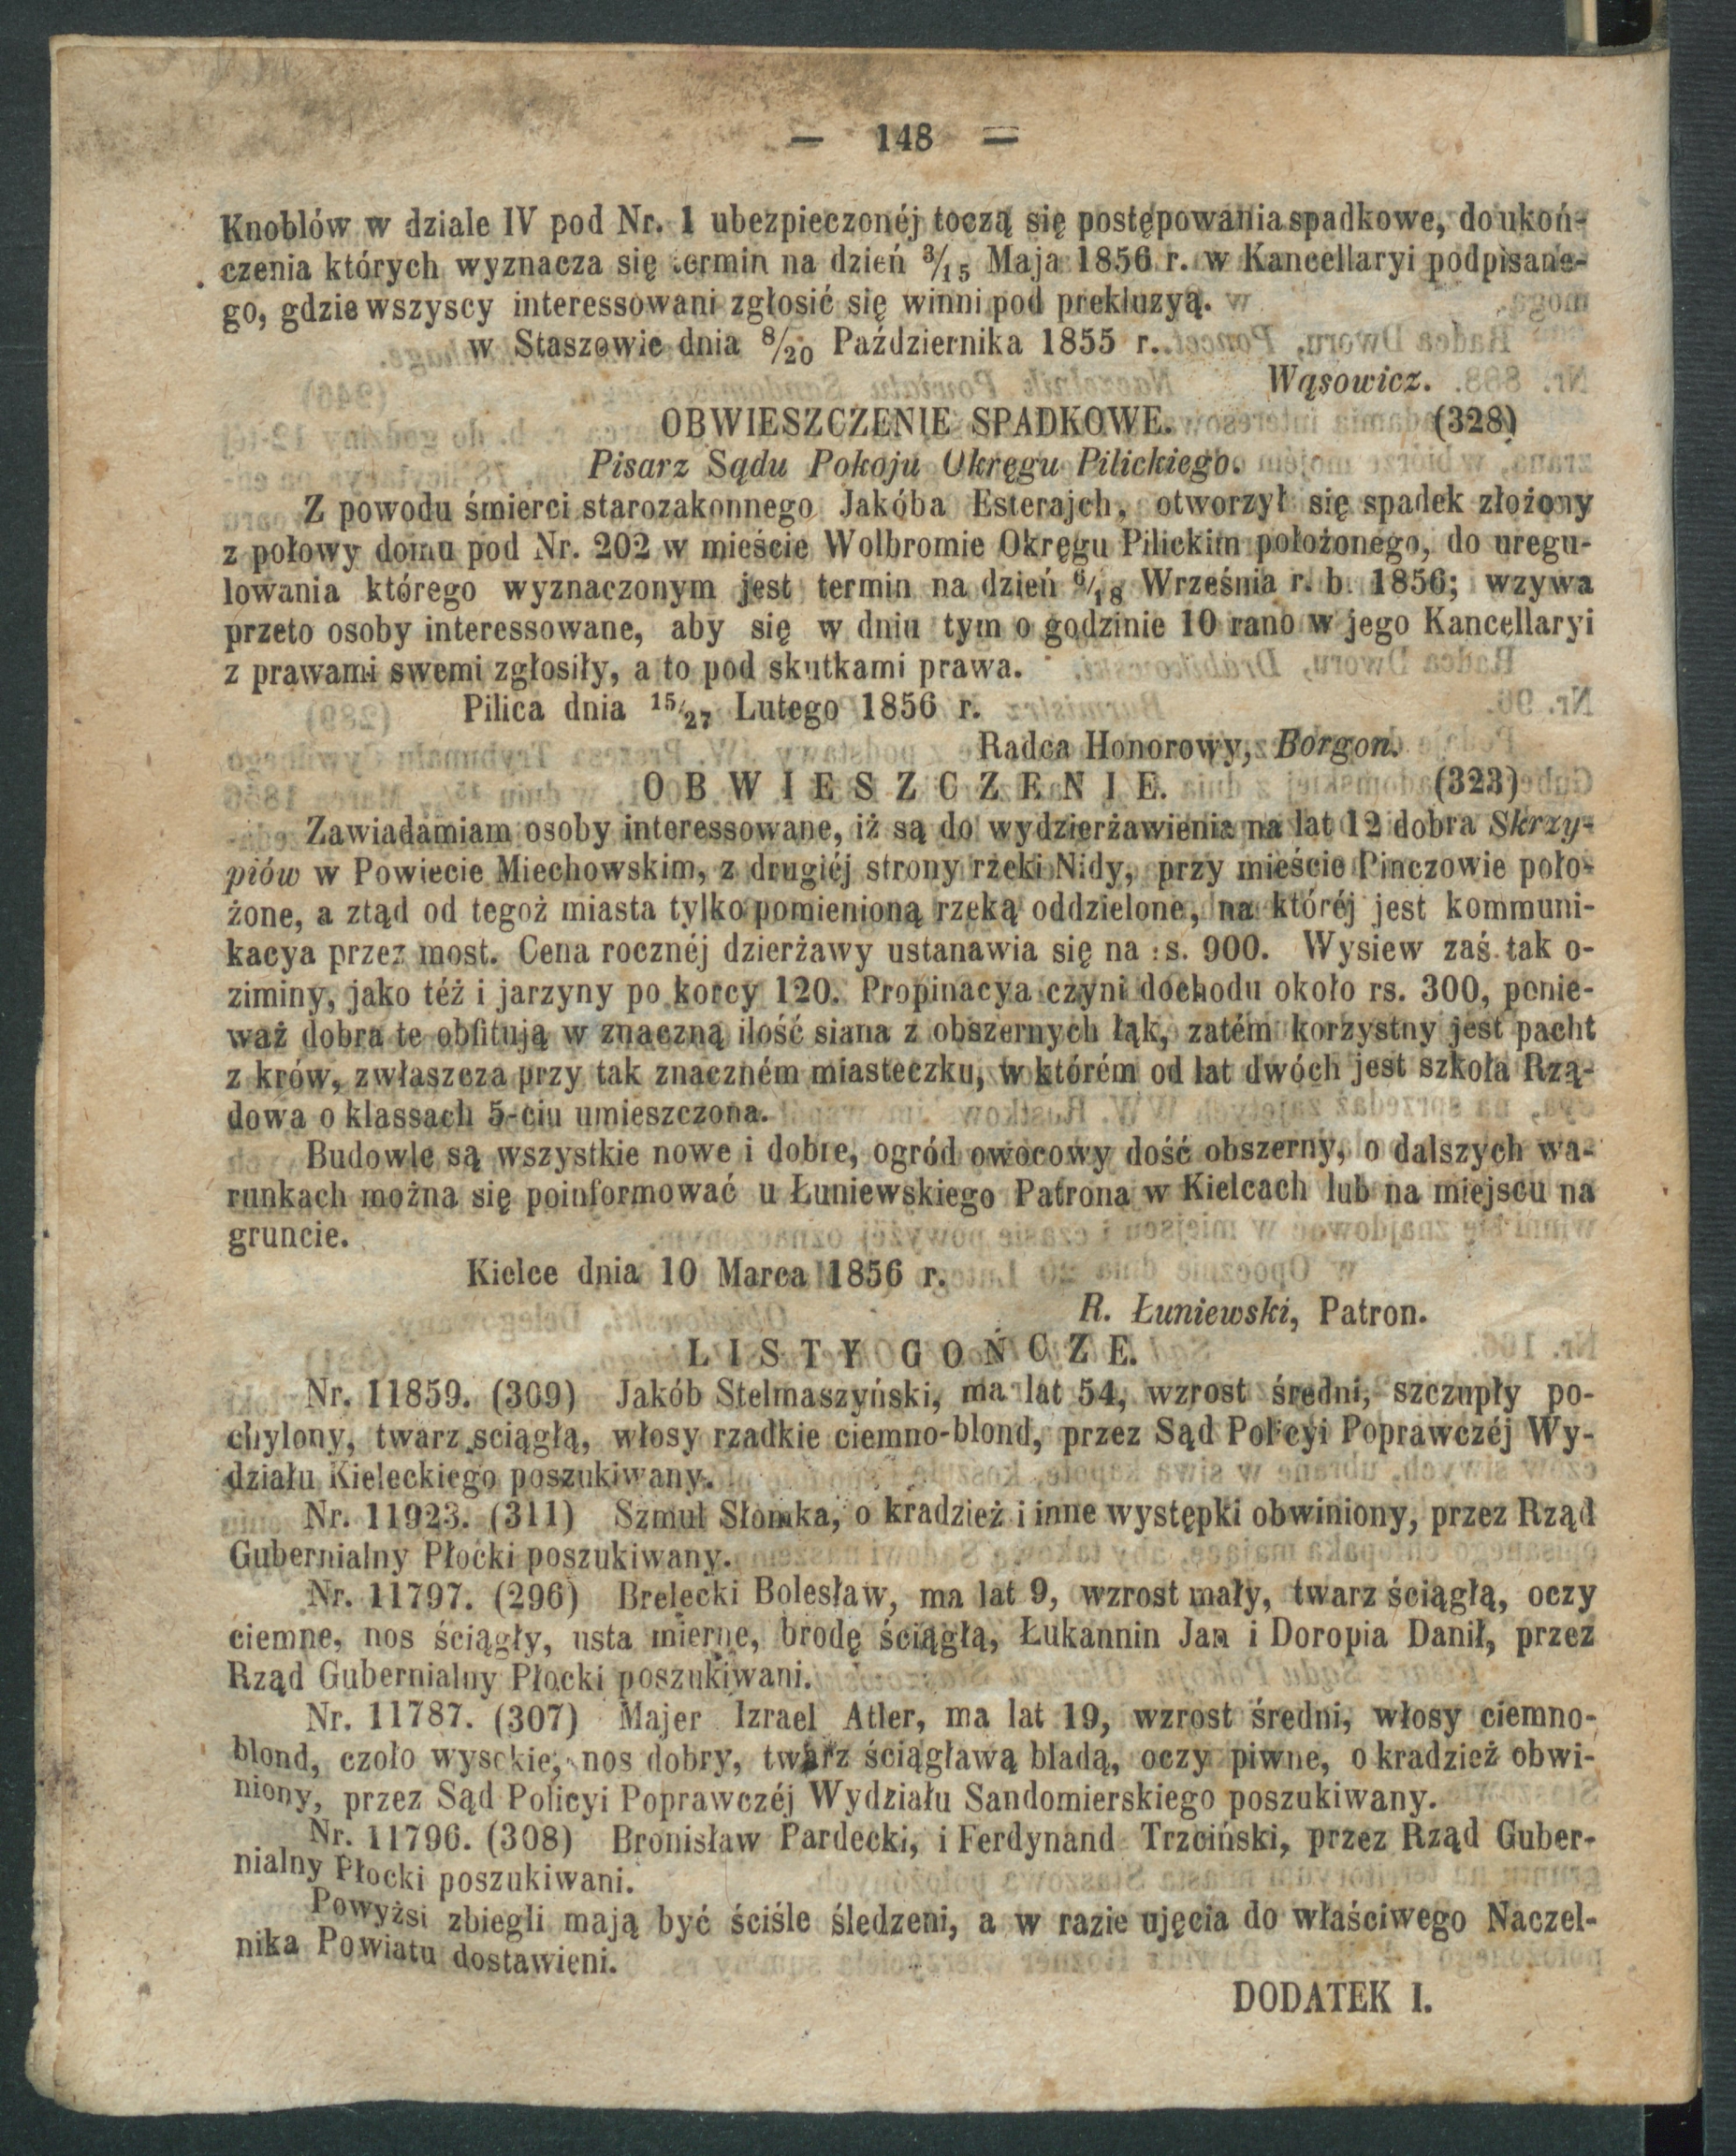 — 148 —
Knoblów w dziale IV pod Nr. 1 ubezpieczonéj toczą się postępowania spadkowe, do ukoń-
czenia których wyznacza się termin na dzień 3/15 Maja 1856 r. w Kancellaryi podpisane-
go, gdzie wszyscy interessowani zgłosić się winni pod prekluzyą.
w Staszowie dnia 8/20 Października 1855 r.
Wąsowicz.
OBWIESZCZENIE SPADKOWE. (328)
Pisarz Sądu Pokoju Okręgu Pilickiego.
Z powodu śmierci starozakonnego Jakóba Esterajch, otworzył się spadek złożony
z połowy domu pod Nr. 202 w mieście Wolbromie Okręgu Pilickim położonego, do uregu-
lowania którego wyznaczonym jest termin na dzień 6/18 Września r. b. 1856; wzywa
przeto osoby interessowane, aby się w dniu tym o godzinie 10 rano w jego Kancellaryi
z prawami swemi zgłosiły, a to pod skutkami prawa.
Pilica dnia 15/27 Lutego 1856 r.
Radca Honorowy, Borgon.
OBWIESZCZENIE. (323)
Zawiadamiam osoby interessowane, iż są do wydzierżawienia na lat 12 dobra Skrzy-
piów w Powiecie Miechowskim, z drugiéj strony rzeki Nidy, przy mieście Pinczowie poło-
żone, a ztąd od tegoż miasta tylko pomienioną rzeką oddzielone, na któréj jest kommuni-
kacya przez most. Cena rocznéj dzierżawy ustanawia się na rs. 900. Wysiew zaś tak o-
ziminy, jako téż i jarzyny po korcy 120. Propinacya czyni dochodu około rs. 300, ponie-
waż dobra te obfitują w znaczną ilość siana z obszernych łąk, zatém korzystny jest pacht
z krów, zwłaszcza przy tak znaczném miasteczku, w którém od lat dwóch jest szkoła Rzą-
dowa o klassach 5-ciu umieszczona.
Budowle są wszystkie nowe i dobre, ogród owocowy dość obszerny, o dalszych wa-
runkach można się poinformować u Łuniewskiego Patrona w Kielcach lub na miejscu na
gruncie.
Kielce dnia 10 Marca 1856 r.
R. Łuniewski, Patron.
LISTY GOŃCZE.
Nr. 11859. (309) Jakób Stelmaszyński, ma lat 54, wzrost średni, szczupły po-
chylony, twarz sciągłą, włosy rzadkie ciemno-blond, przez Sąd Policyi Poprawczéj Wy-
działu Kieleckiego poszukiwany.
Nr. 11923. (311) Szmul Słomka, o kradzież i inne występki obwiniony, przez Rząd
Gubernialny Płocki poszukiwany.
Nr. 11797. (296) Brelecki Bolesław, ma lat 9, wzrost mały, twarz ściągłą, oczy
ciemne, nos ściągły, usta mierne, brodę ściągłą, Łukannin Jan i Doropia Danił, przez
Rząd Gubernialny Płocki poszukiwani.
Nr. 11787. (307) Majer Izrael Atler, ma lat 19, wzrost średni, włosy ciemno-
blond, czoło wysokie, nos dobry, twarz ściągławą bladą, oczy piwne, o kradzież obwi-
niony, przez Sąd Policyi Poprawczéj Wydziału Sandomierskiego poszukiwany.
Nr. 11796. (308) Bronisław Pardecki, i Ferdynand Trzciński, przez Rząd Guber-
nialny Płocki poszukiwani.
Powyżsi zbiegli mają być ściśle śledzeni, a w razie ujęcia do właściwego Naczel-
nika Powiatu dostawieni.
DODATEK I.